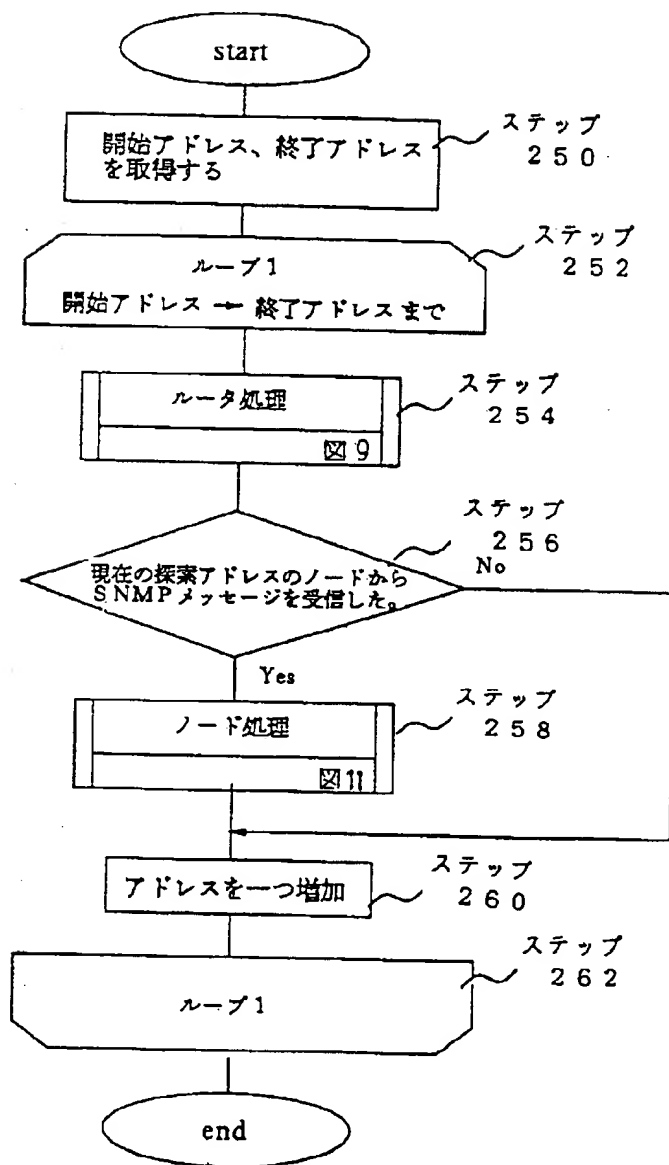 start
開始アドレス、終了アドレス
を取得する
ステップ
250
ループ1
開始アドレス → 終了アドレスまで
ステップ
252
ルータ処理
図9
ステップ
254
現在の探索アドレスのノードから
SNMPメッセージを受信した。
ステップ
256
No
Yes
ノード処理
図11
ステップ
258
アドレスを一つ増加
ステップ
260
ループ1
ステップ
262
end